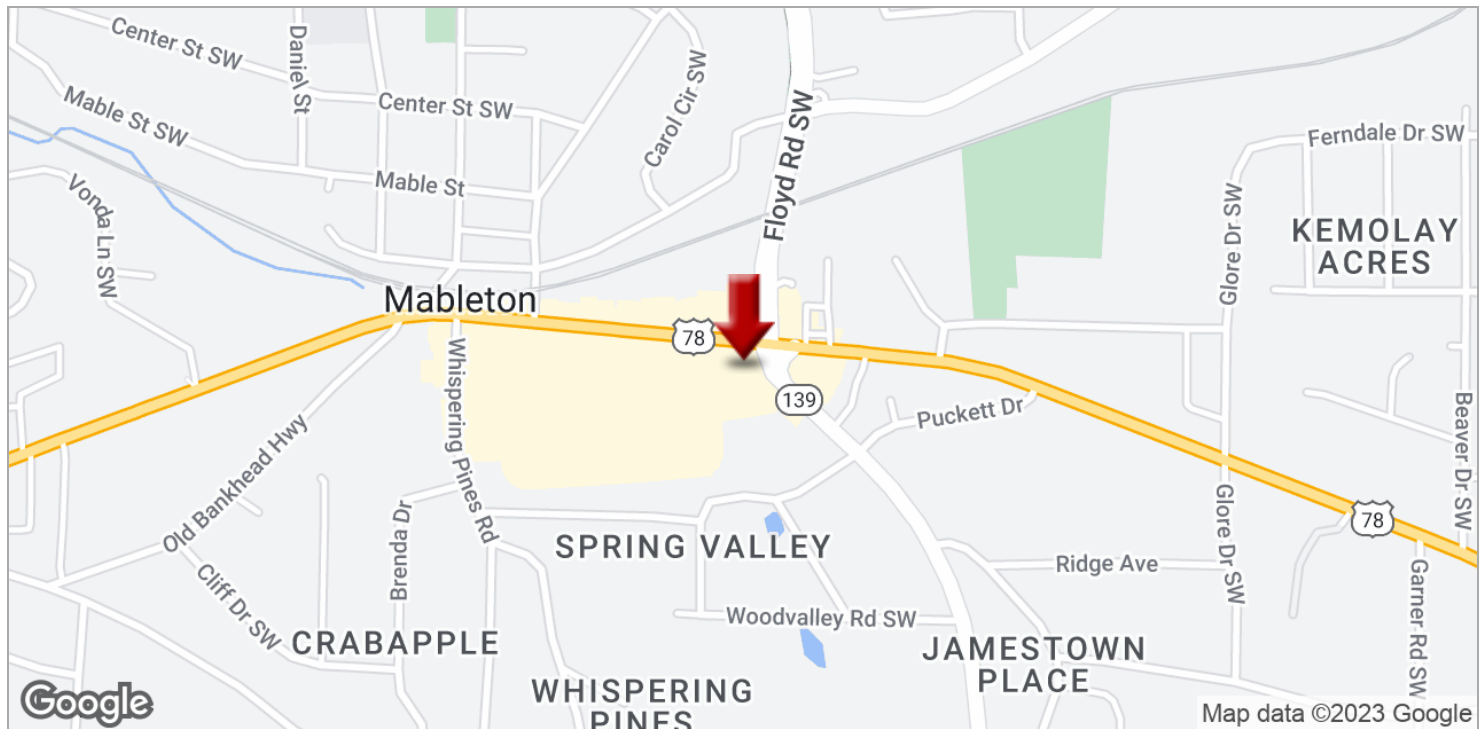 Center St SW
Daniel St
Center St SW
Mable St SW
Mable St
Carol Cir SW
Floyd Rd SW
Ferndale Dr SW
Vonda Ln SW
Glore Dr SW
KEMOLAY
ACRES
Mableton
78
139
Whispering Pines Rd
Puckett Dr
Beaver Dr SW
Old Bankhead Hwy
Brenda Dr
SPRING VALLEY
Glore Dr SW
78
Cliff Dr SW
Ridge Ave
Garner Rd SW
Woodvalley Rd SW
CRABAPPLE
JAMESTOWN
PLACE
WHISPERING
PINES
Google
Map data ©2023 Google